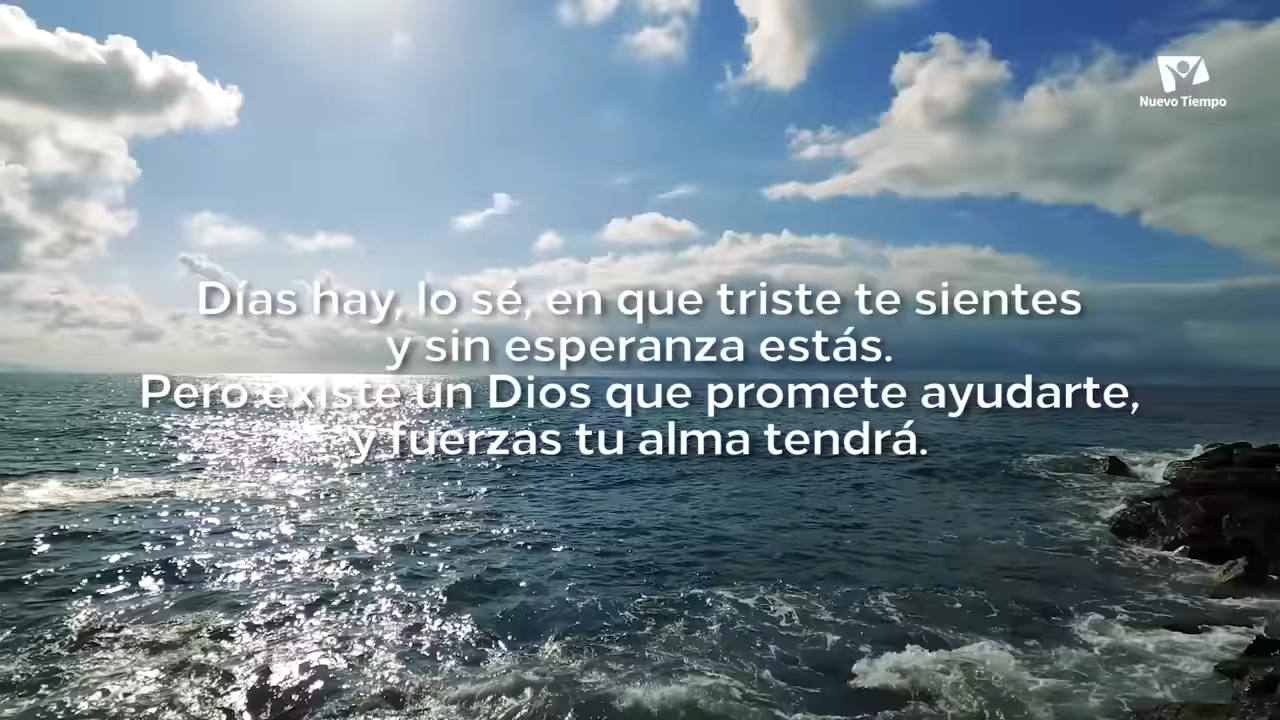 Nuevo Tiempo
Días hay, lo sé, en que triste te sientes
y sin esperanza estás.
Pero existe un Dios que promete ayudarte,
y fuerzas tu alma tendrá.